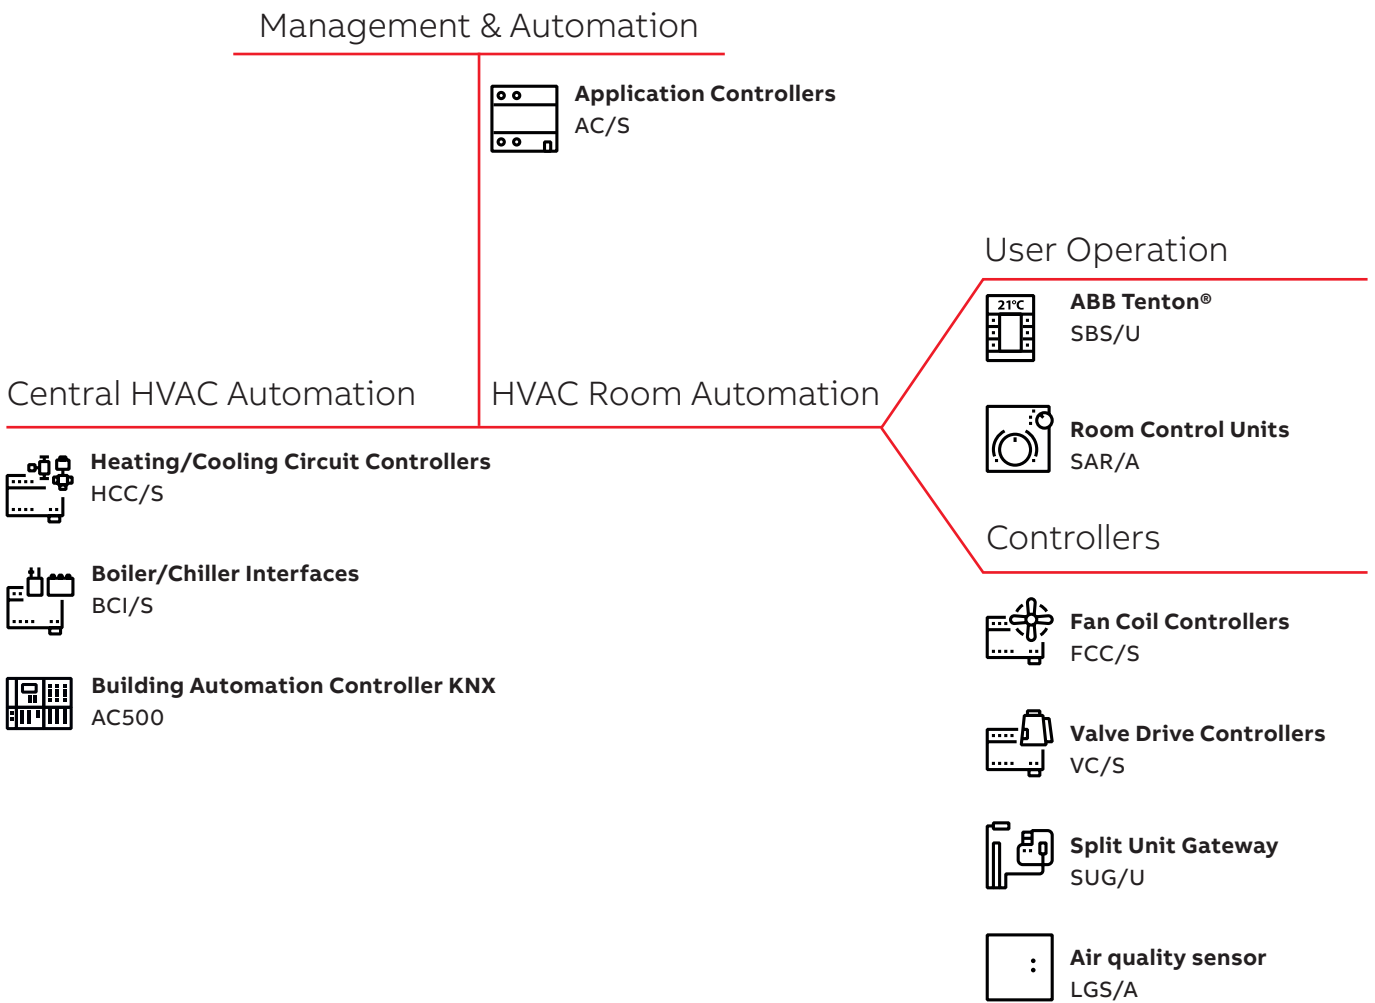 Management & Automation
Application Controllers
AC/S
Central HVAC Automation
Heating/Cooling Circuit Controllers
HCC/S
Boiler/Chiller Interfaces
BCI/S
Building Automation Controller KNX
AC500
HVAC Room Automation
User Operation
21°C
ABB Tenton®
SBS/U
Room Control Units
SAR/A
Controllers
Fan Coil Controllers
FCC/S
Valve Drive Controllers
VC/S
Split Unit Gateway
SUG/U
Air quality sensor
LGS/A